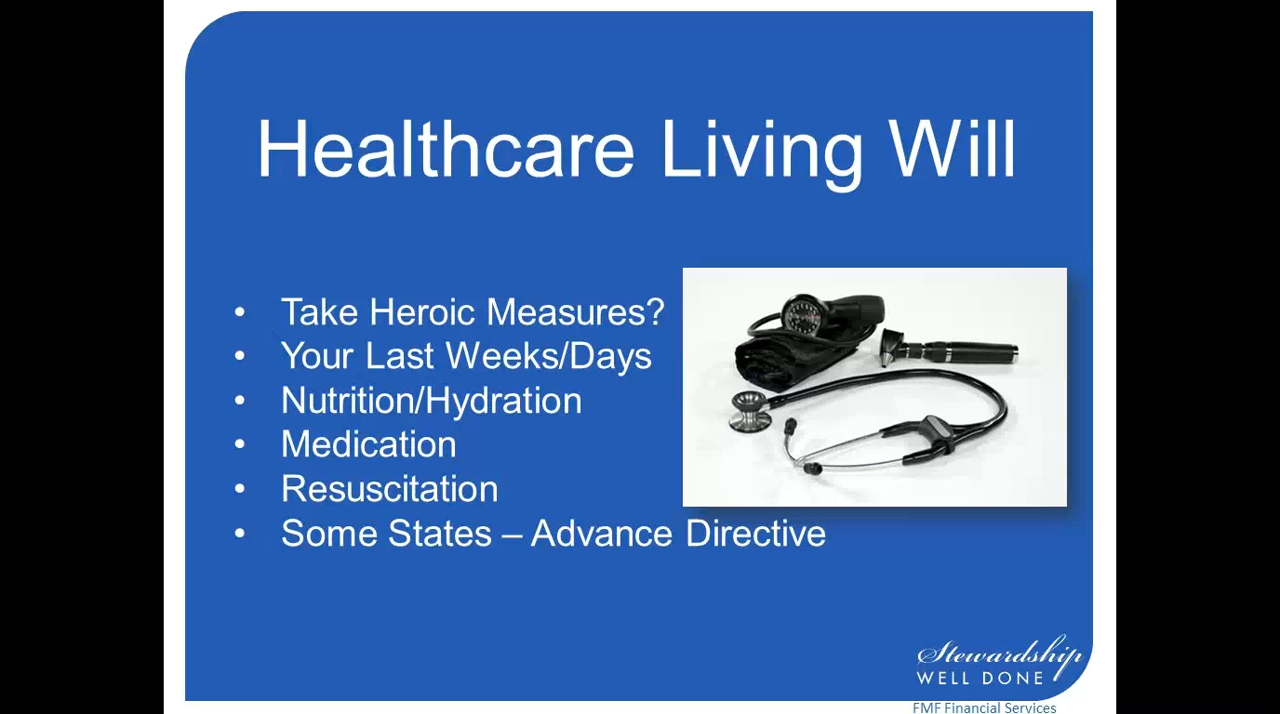 Healthcare Living Will
• Take Heroic Measures?
• Your Last Weeks/Days
• Nutrition/Hydration
• Medication
• Resuscitation
• Some States – Advance Directive
Stewardship
WELL DONE
FMF Financial Services